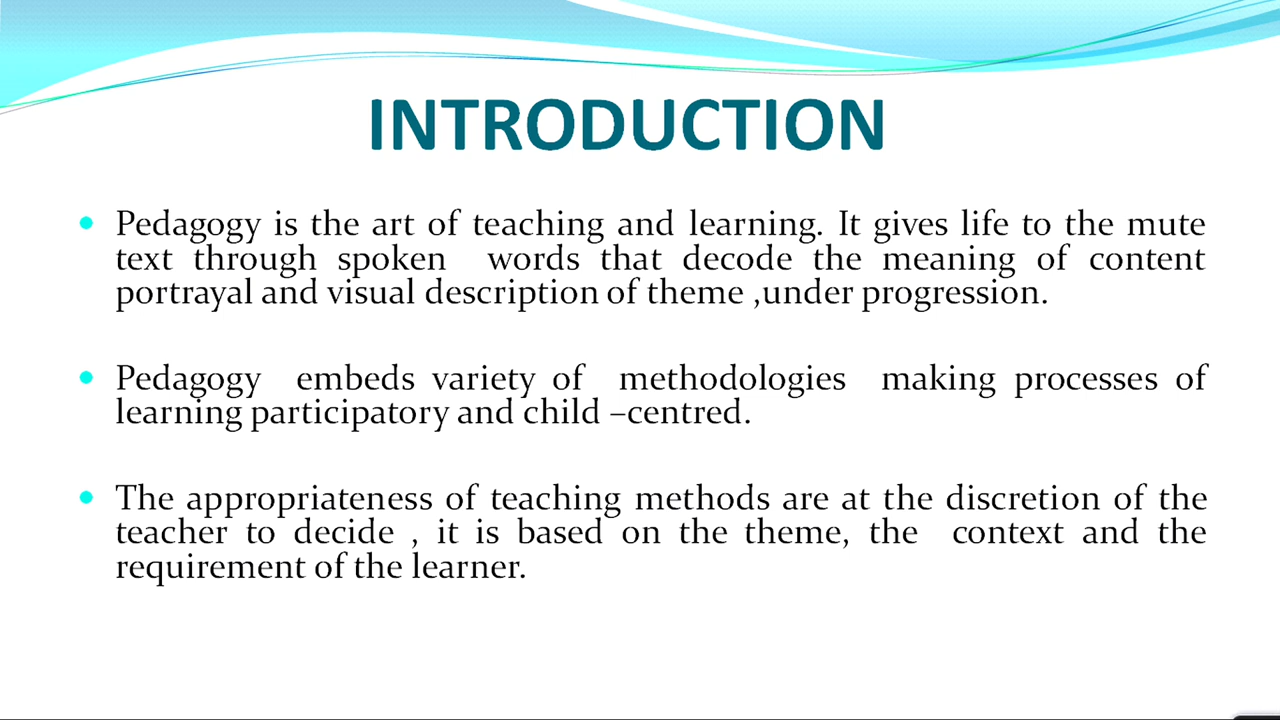 INTRODUCTION
Pedagogy is the art of teaching and learning. It gives life to the mute
text through spoken words that decode the meaning of content
portrayal and visual description of theme ,under progression.
Pedagogy embeds variety of methodologies making processes of
learning participatory and child –centred.
The appropriateness of teaching methods are at the discretion of the
teacher to decide , it is based on the theme, the context and the
requirement of the learner.